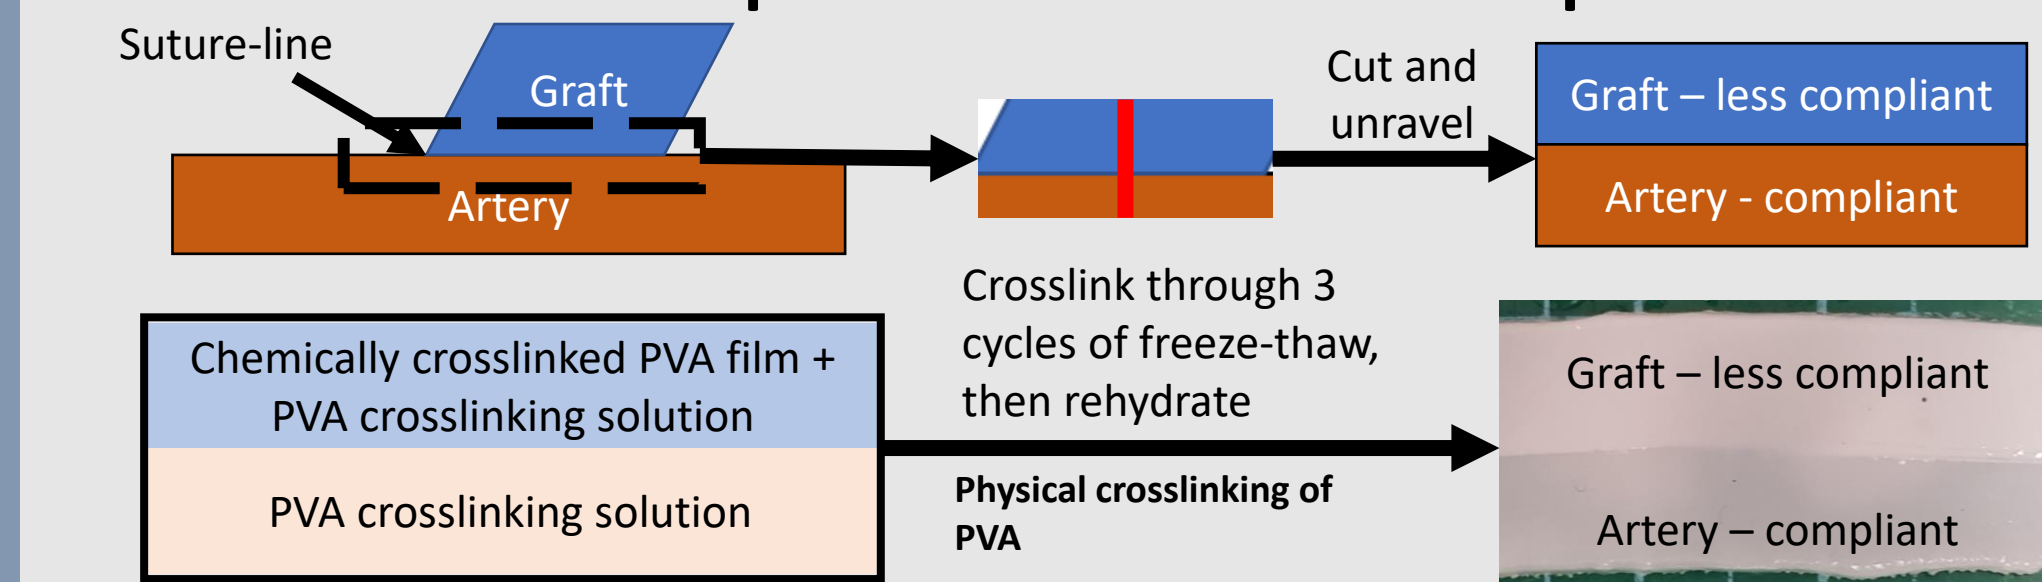 Suture-line
Graft
Artery
Cut and
unravel
Graft – less compliant
Artery - compliant
Chemically crosslinked PVA film +
PVA crosslinking solution
PVA crosslinking solution
Crosslink through 3
cycles of freeze-thaw,
then rehydrate
Physical crosslinking of
PVA
Graft – less compliant
Artery – compliant